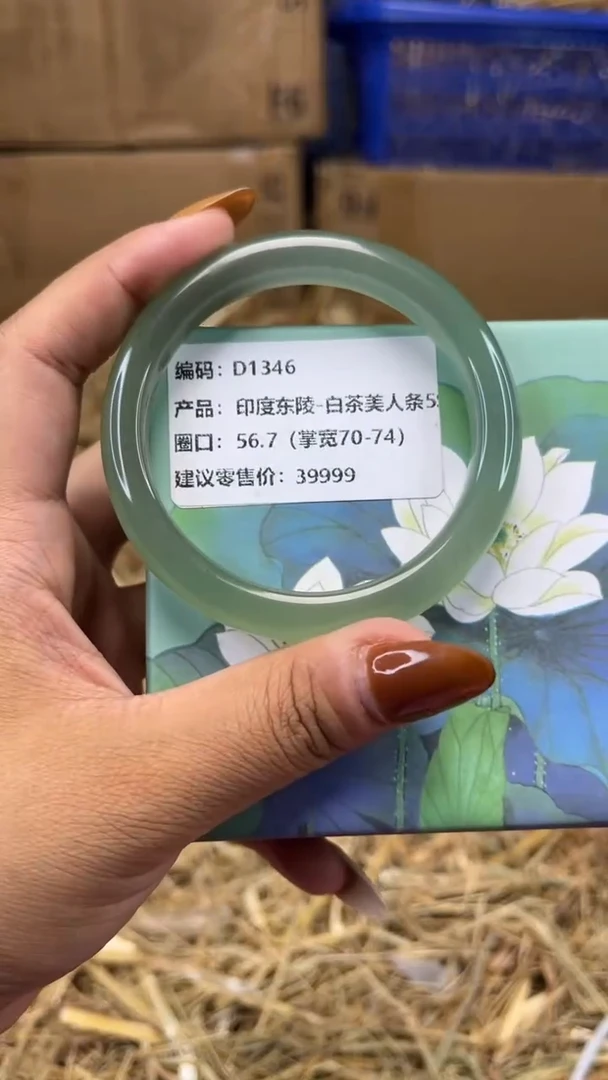 编码：D1346
产品：印度东陵-白茶美人条5
圈口：56.7（掌宽70-74）
建议零售价：39999